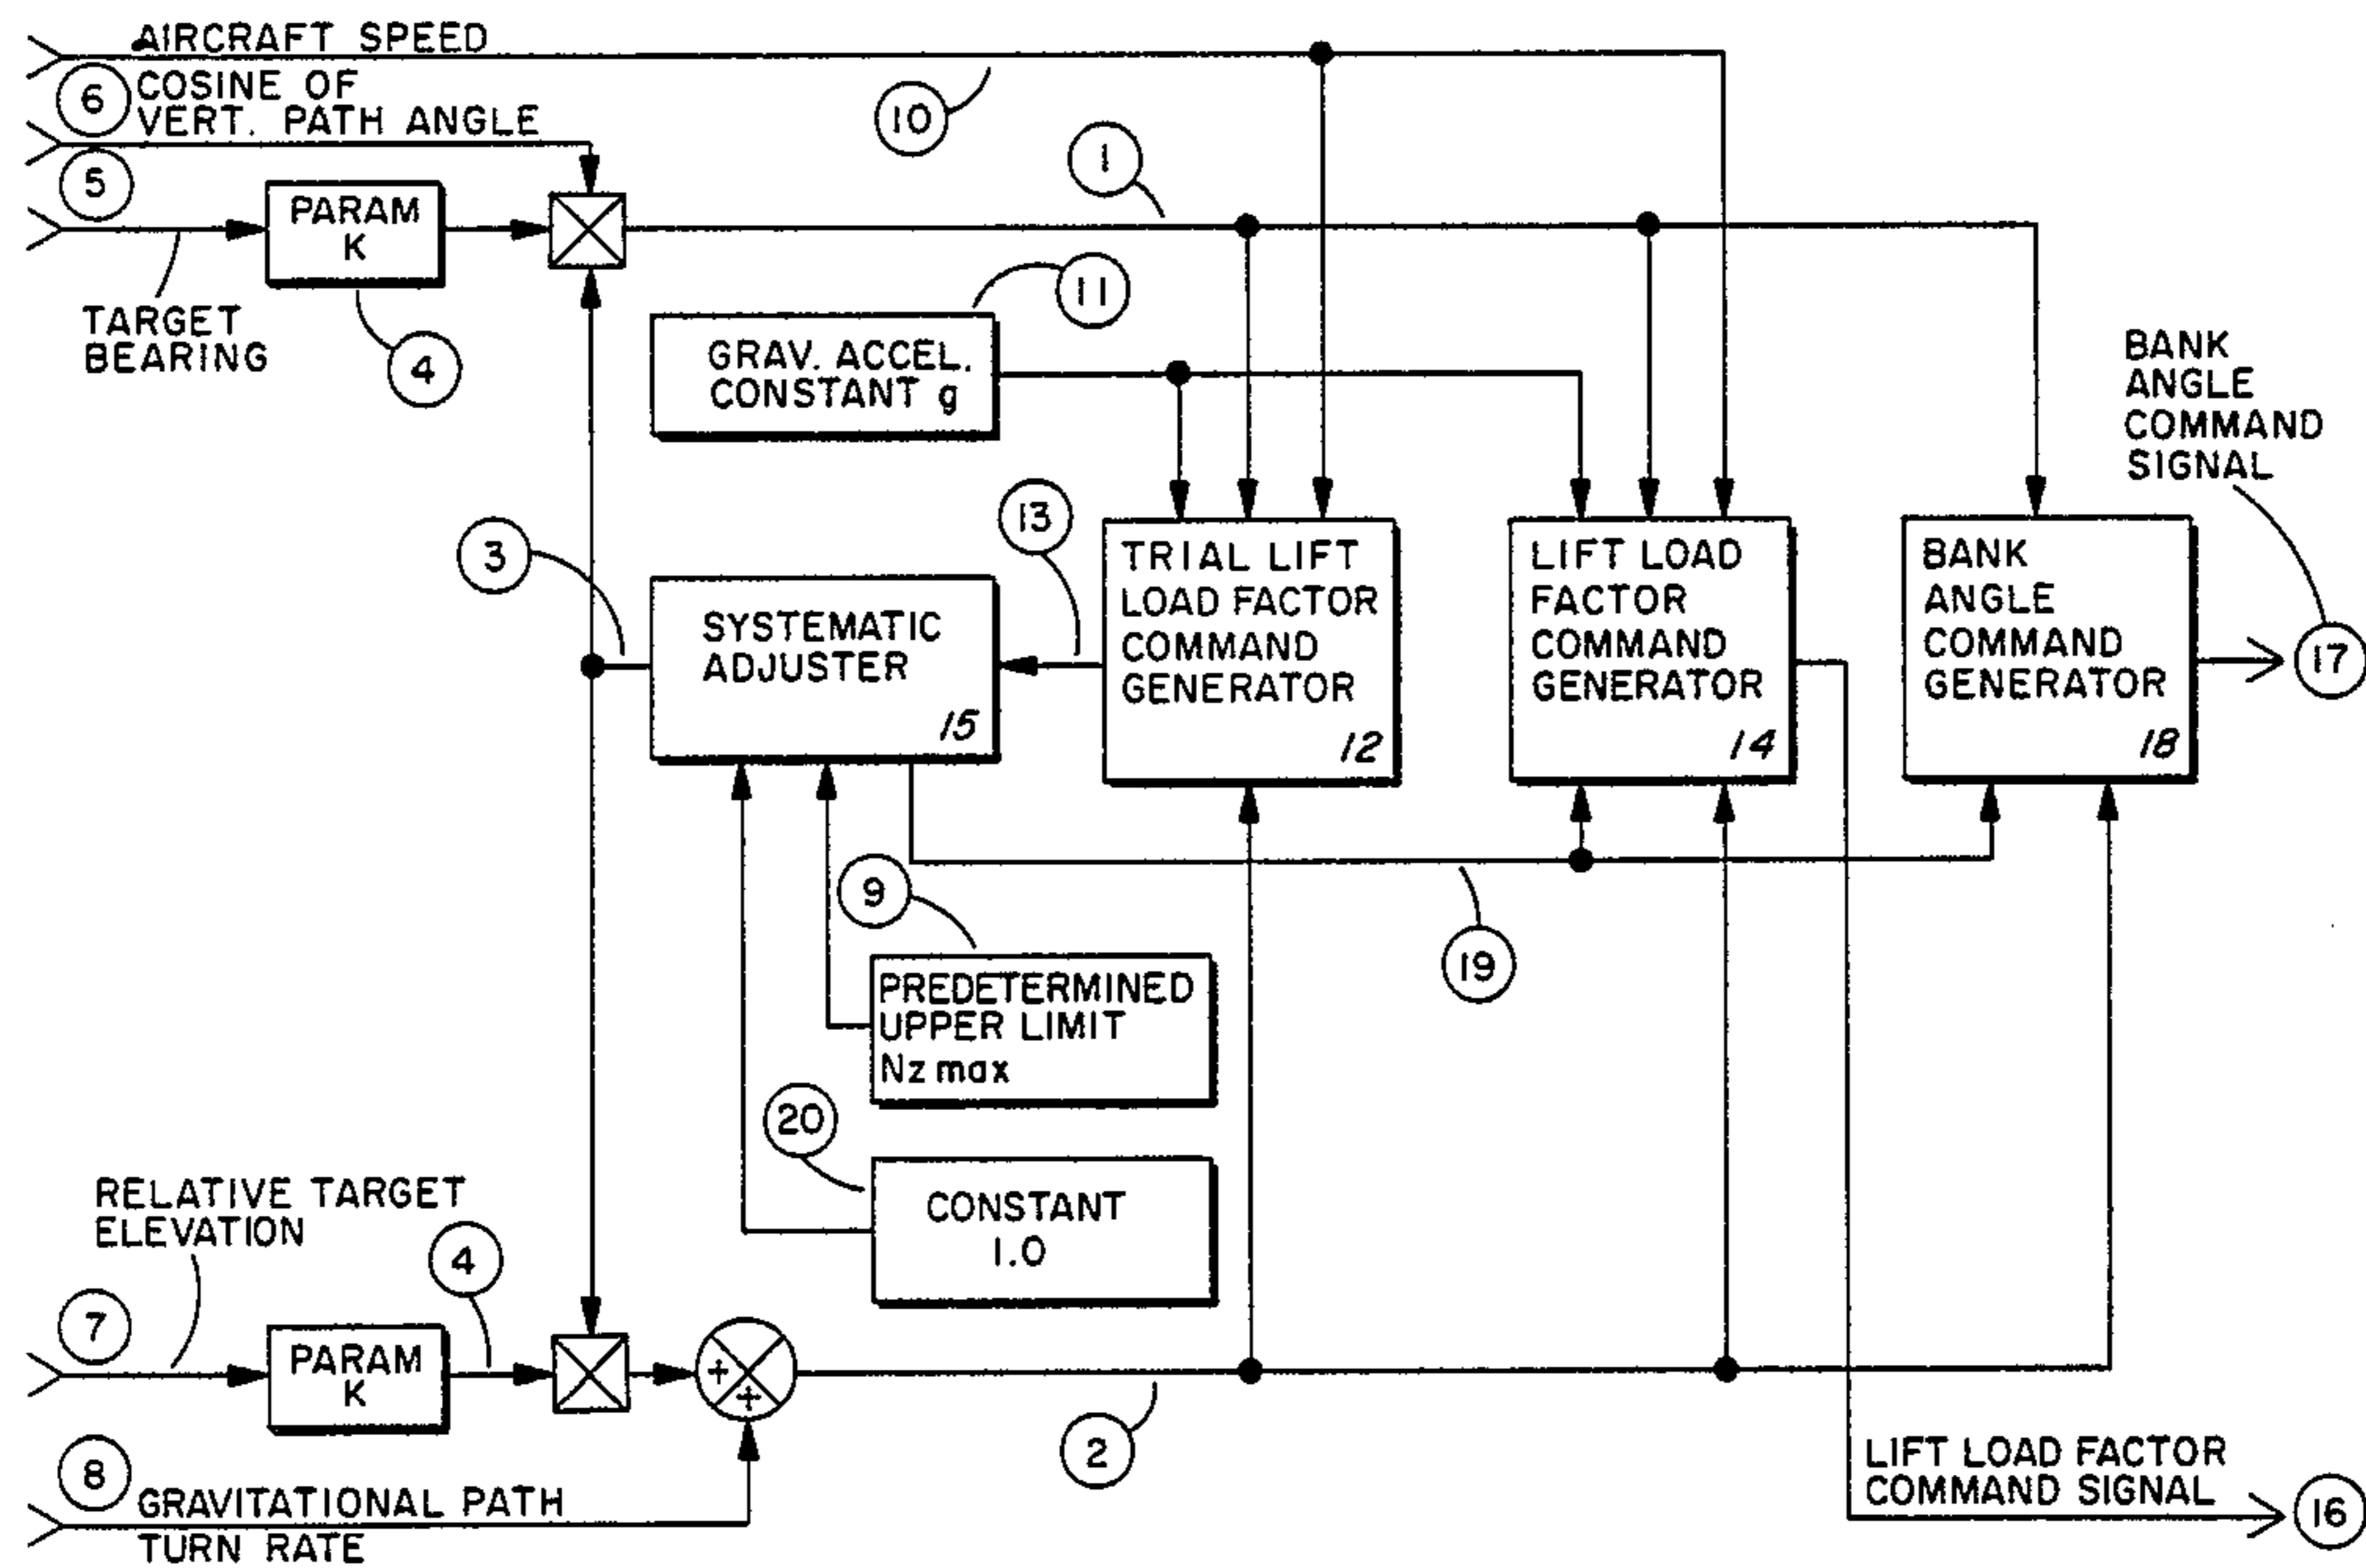 AIRCRAFT SPEED
6
COSINE OF
VERT. PATH ANGLE
10
1
5
PARAM
K
TARGET
BEARING
4
11
GRAV. ACCEL.
CONSTANT g
BANK
ANGLE
COMMAND
SIGNAL
3
13
SYSTEMATIC
ADJUSTER
15
TRIAL LIFT
LOAD FACTOR
COMMAND
GENERATOR
12
LIFT LOAD
FACTOR
COMMAND
GENERATOR
14
BANK
ANGLE
COMMAND
GENERATOR
18
17
9
19
PREDETERMINED
UPPER LIMIT
Nz max
20
CONSTANT
1.0
RELATIVE TARGET
ELEVATION
4
7
PARAM
K
+
+
2
8
GRAVITATIONAL PATH
TURN RATE
LIFT LOAD FACTOR
COMMAND SIGNAL
16